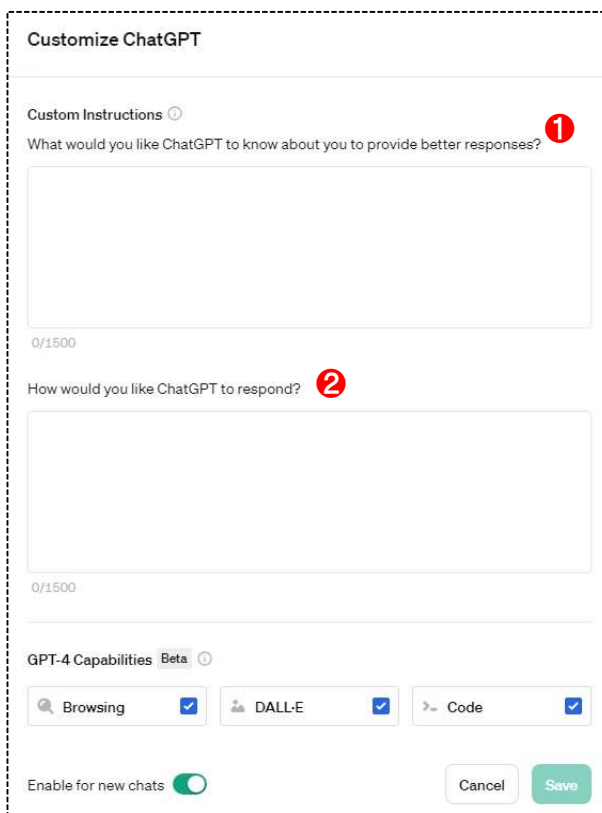 Customize ChatGPT
Custom Instructions
1
What would you like ChatGPT to know about you to provide better responses?
0/1500
How would you like ChatGPT to respond? 2
0/1500
GPT-4 Capabilities Beta
Browsing DALL·E Code
Enable for new chats Cancel Save